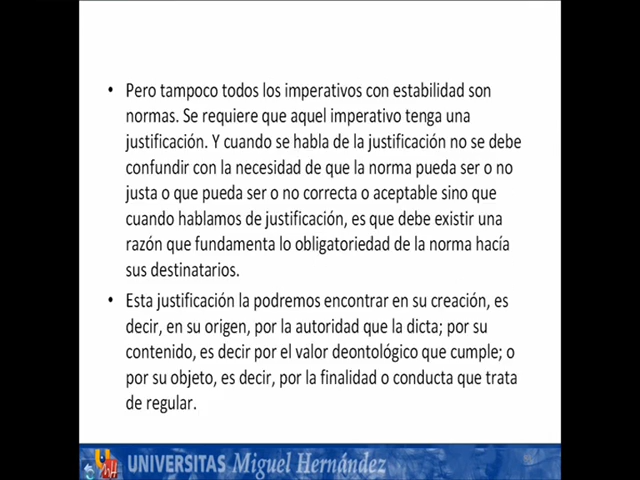 • Pero tampoco todos los imperativos con estabilidad son
normas. Se requiere que aquel imperativo tenga una
justificación. Y cuando se habla de la justificación no se debe
confundir con la necesidad de que la norma pueda ser o no
justa o que pueda ser o no correcta o aceptable sino que
cuando hablamos de justificación, es que debe existir una
razón que fundamenta lo obligatoriedad de la norma hacía
sus destinatarios.
• Esta justificación la podremos encontrar en su creación, es
decir, en su origen, por la autoridad que la dicta; por su
contenido, es decir por el valor deontológico que cumple; o
por su objeto, es decir, por la finalidad o conducta que trata
de regular.
UNIVERSITAS Miguel Hernández